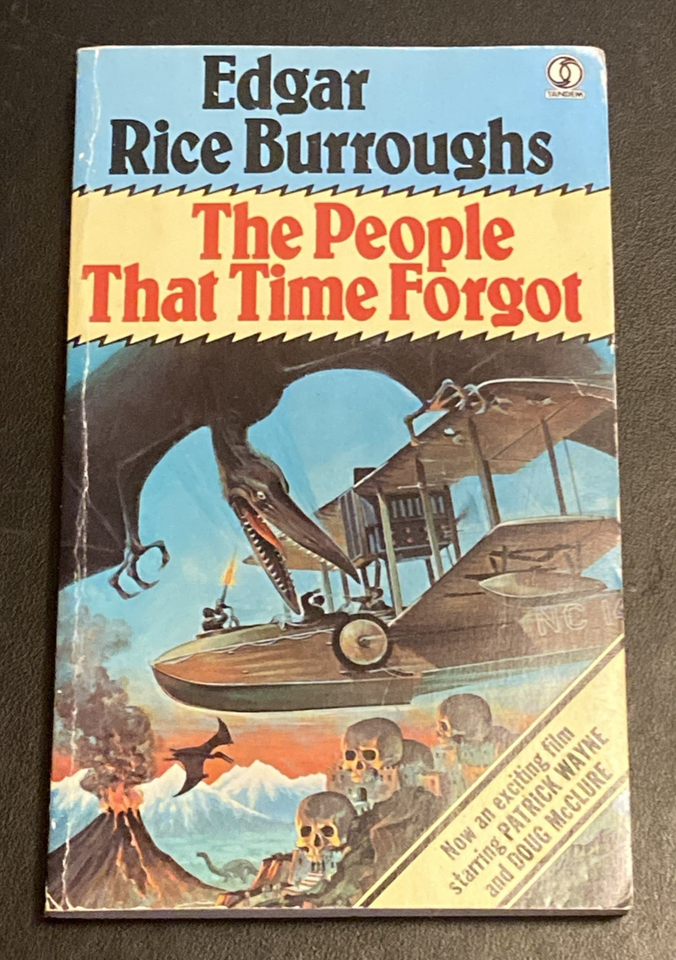 Edgar
Rice Burroughs
TANDEM
The People
That Time Forgot
NC
Now an exciting film
starring PATRICK WAYNE
and DOUG McCLURE